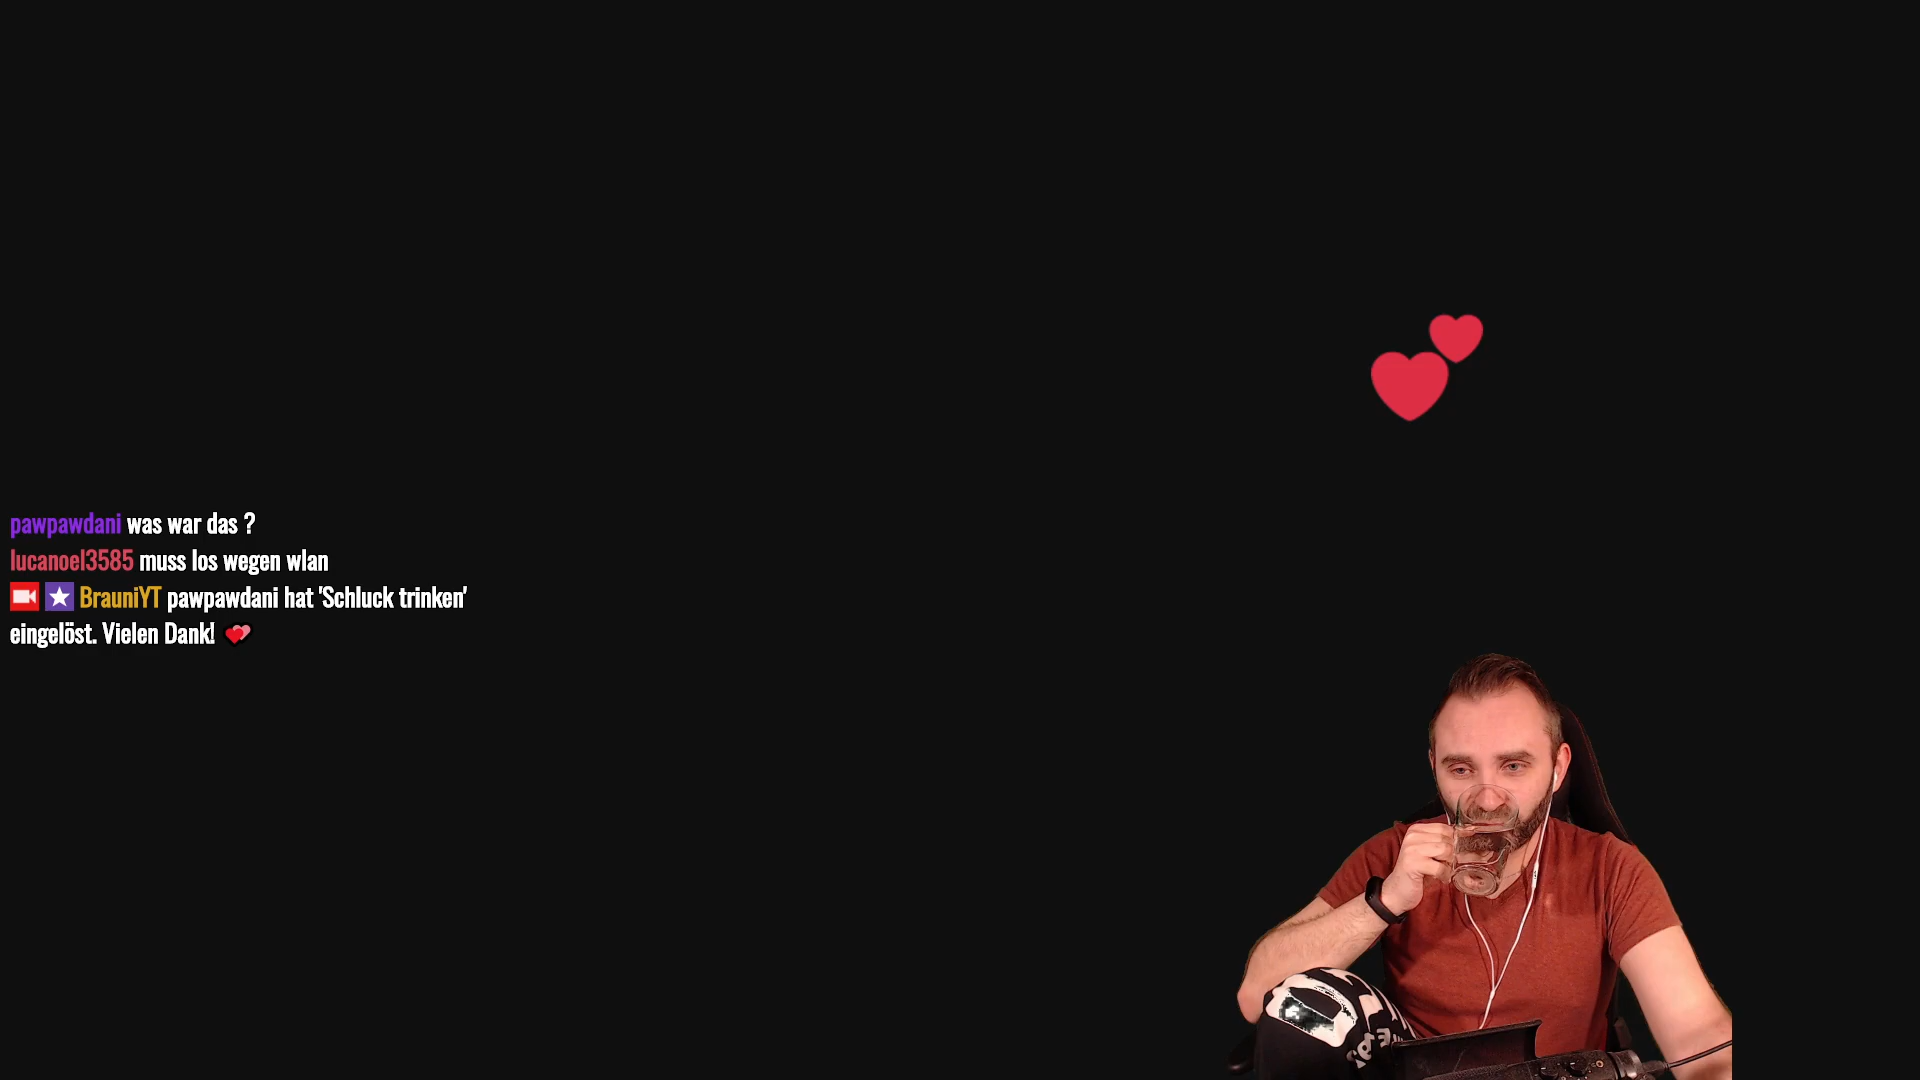 pawpawdani was war das ?
lucanoel3585 muss los wegen wlan
BrauniYT pawpawdani hat 'Schluck trinken'
eingelöst. Vielen Dank! 💕